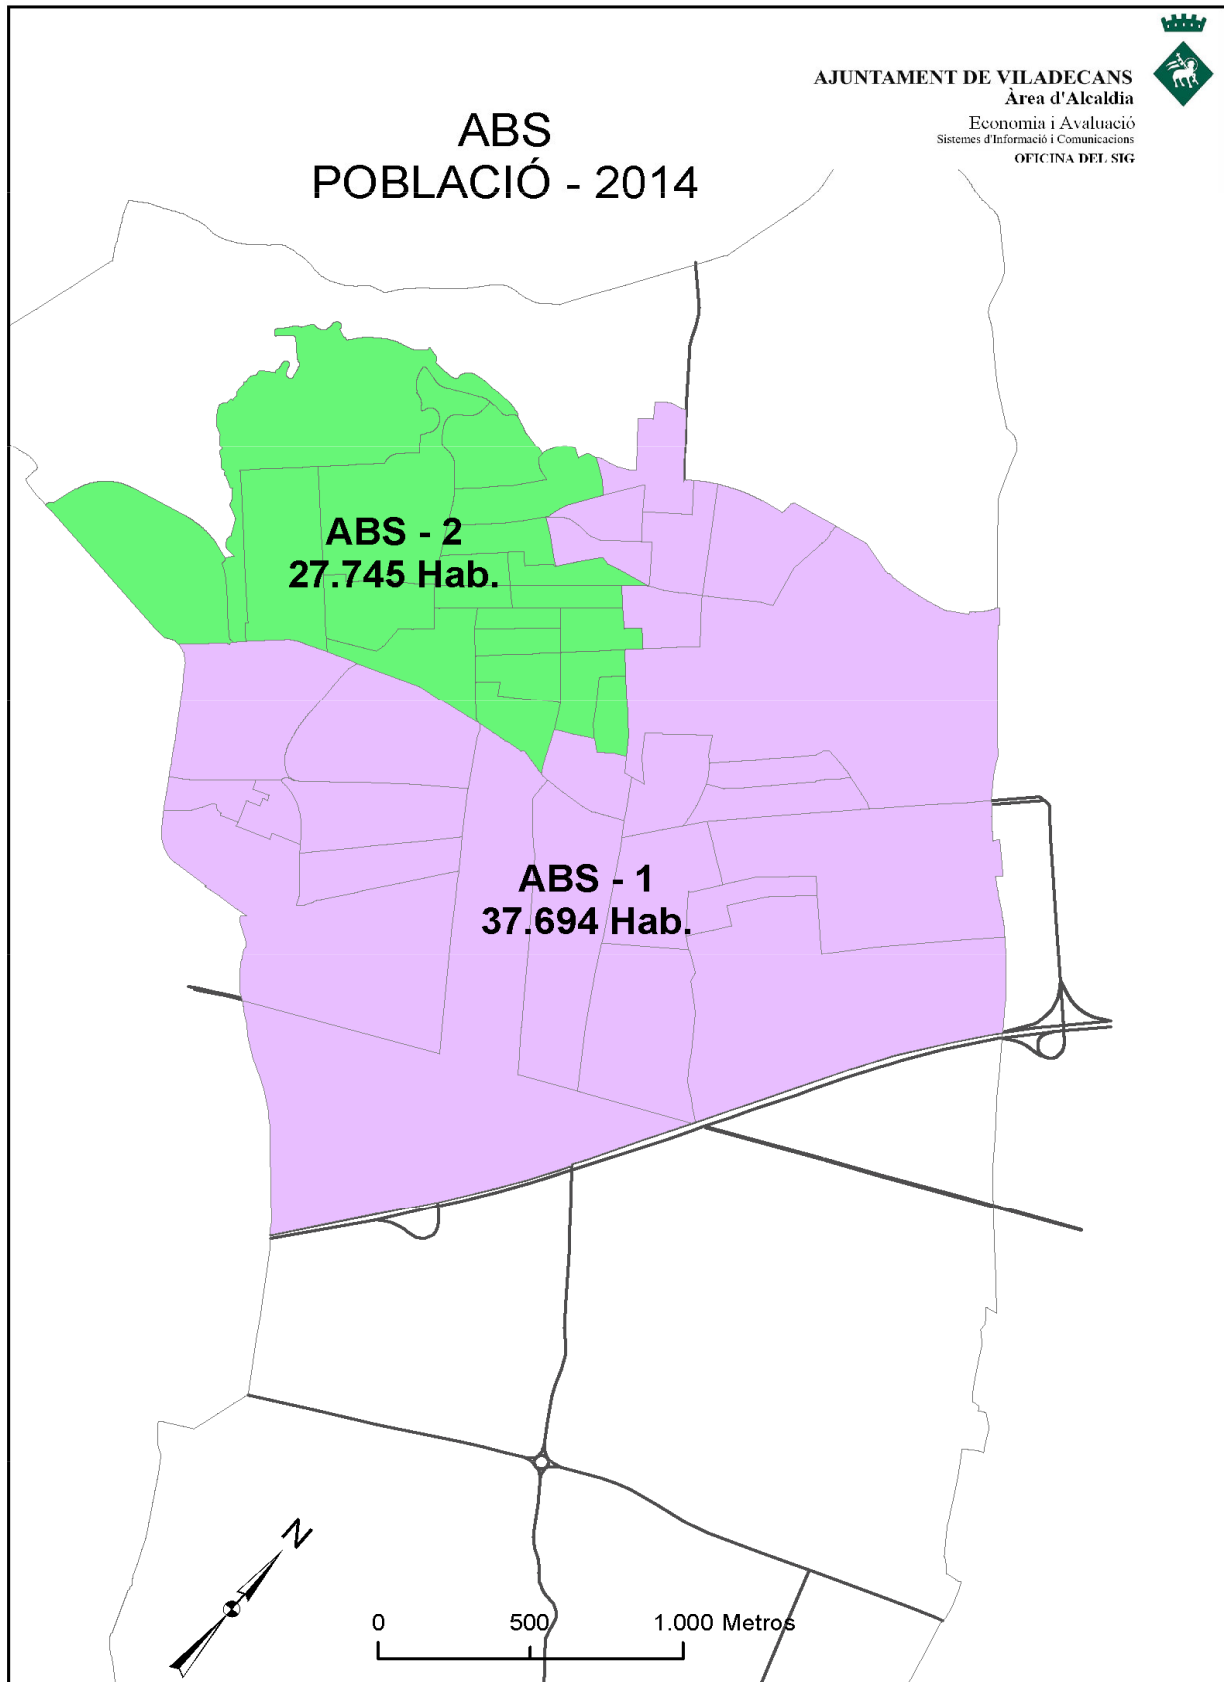 AJUNTAMENT DE VILADECANS
Àrea d'Alcaldia
Economia i Avaluació
Sistemes d'Informació i Comunicacions
OFICINA DEL SIG
ABS
POBLACIÓ - 2014
ABS - 2
27.745 Hab.
ABS - 1
37.694 Hab.
N
0 500 1.000 Metros